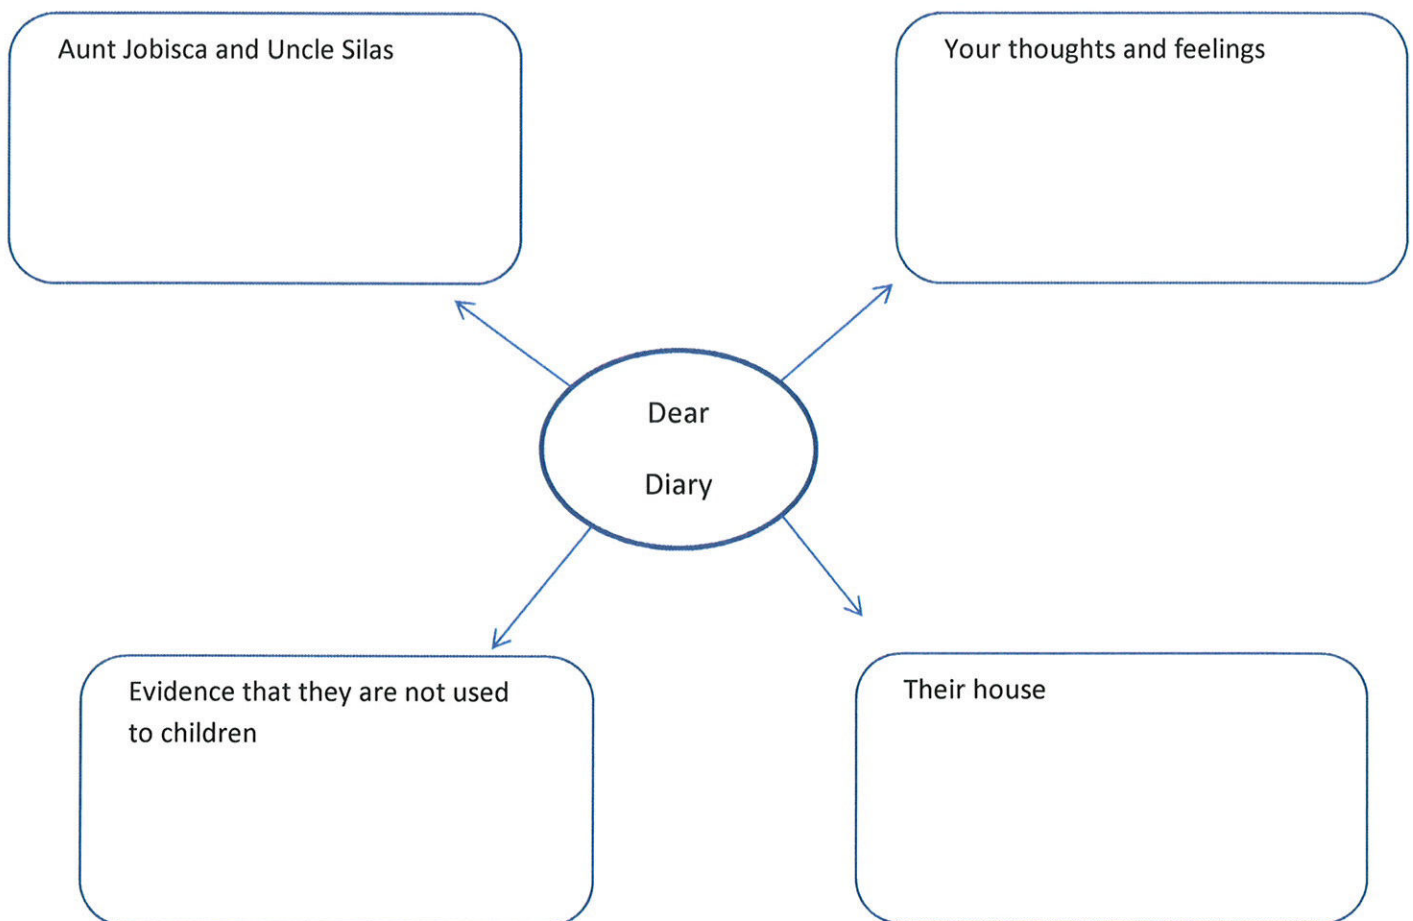 Aunt Jobisca and Uncle Silas
Your thoughts and feelings
Dear
Diary
Evidence that they are not used
to children
Their house